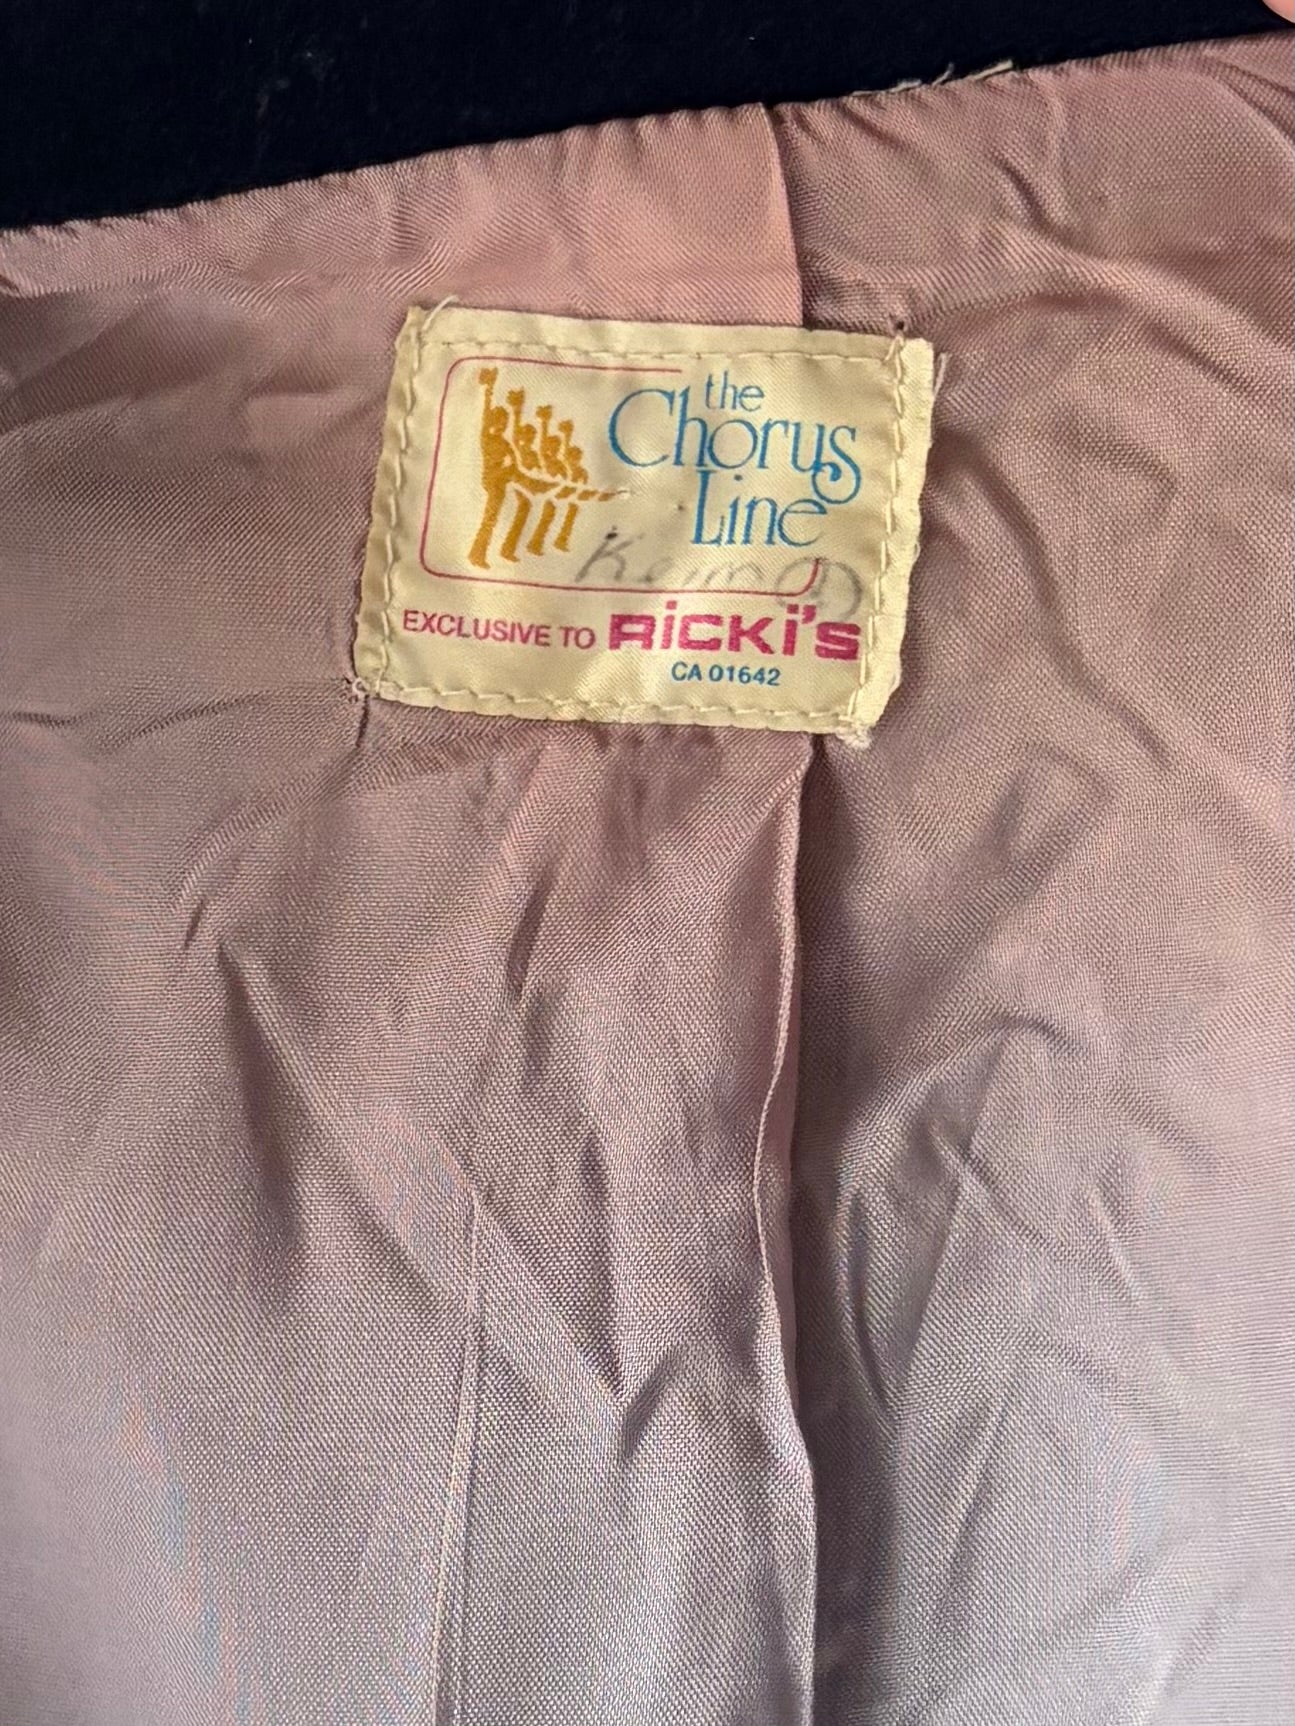 the
Chorus
Line
EXCLUSIVE TO RiCKi's
CA 01642